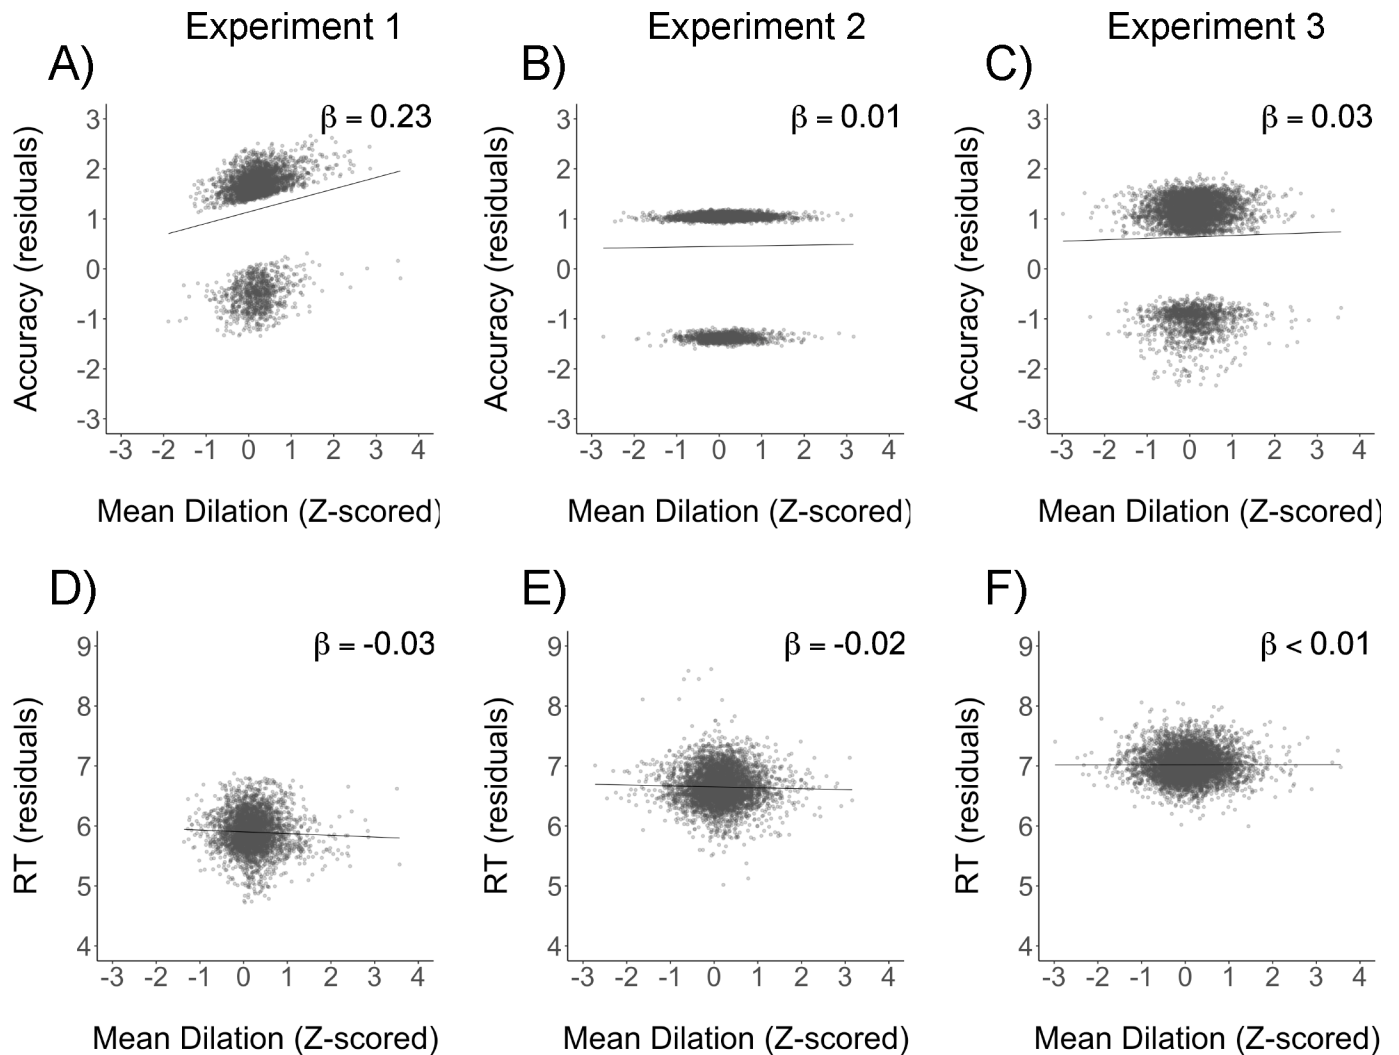 Experiment 1
Experiment 2
Experiment 3
A)
B)
C)
β = 0.23
β = 0.01
β = 0.03
3
2
1
0
-1
-2
-3
Accuracy (residuals)
-3 -2 -1 0 1 2 3 4
Mean Dilation (Z-scored)
3
2
1
0
-1
-2
-3
Accuracy (residuals)
-3 -2 -1 0 1 2 3 4
Mean Dilation (Z-scored)
3
2
1
0
-1
-2
-3
Accuracy (residuals)
-3 -2 -1 0 1 2 3 4
Mean Dilation (Z-scored)
D)
E)
F)
β = -0.03
β = -0.02
β < 0.01
9
8
7
6
5
4
RT (residuals)
-3 -2 -1 0 1 2 3 4
Mean Dilation (Z-scored)
9
8
7
6
5
4
RT (residuals)
-3 -2 -1 0 1 2 3 4
Mean Dilation (Z-scored)
9
8
7
6
5
4
RT (residuals)
-3 -2 -1 0 1 2 3 4
Mean Dilation (Z-scored)